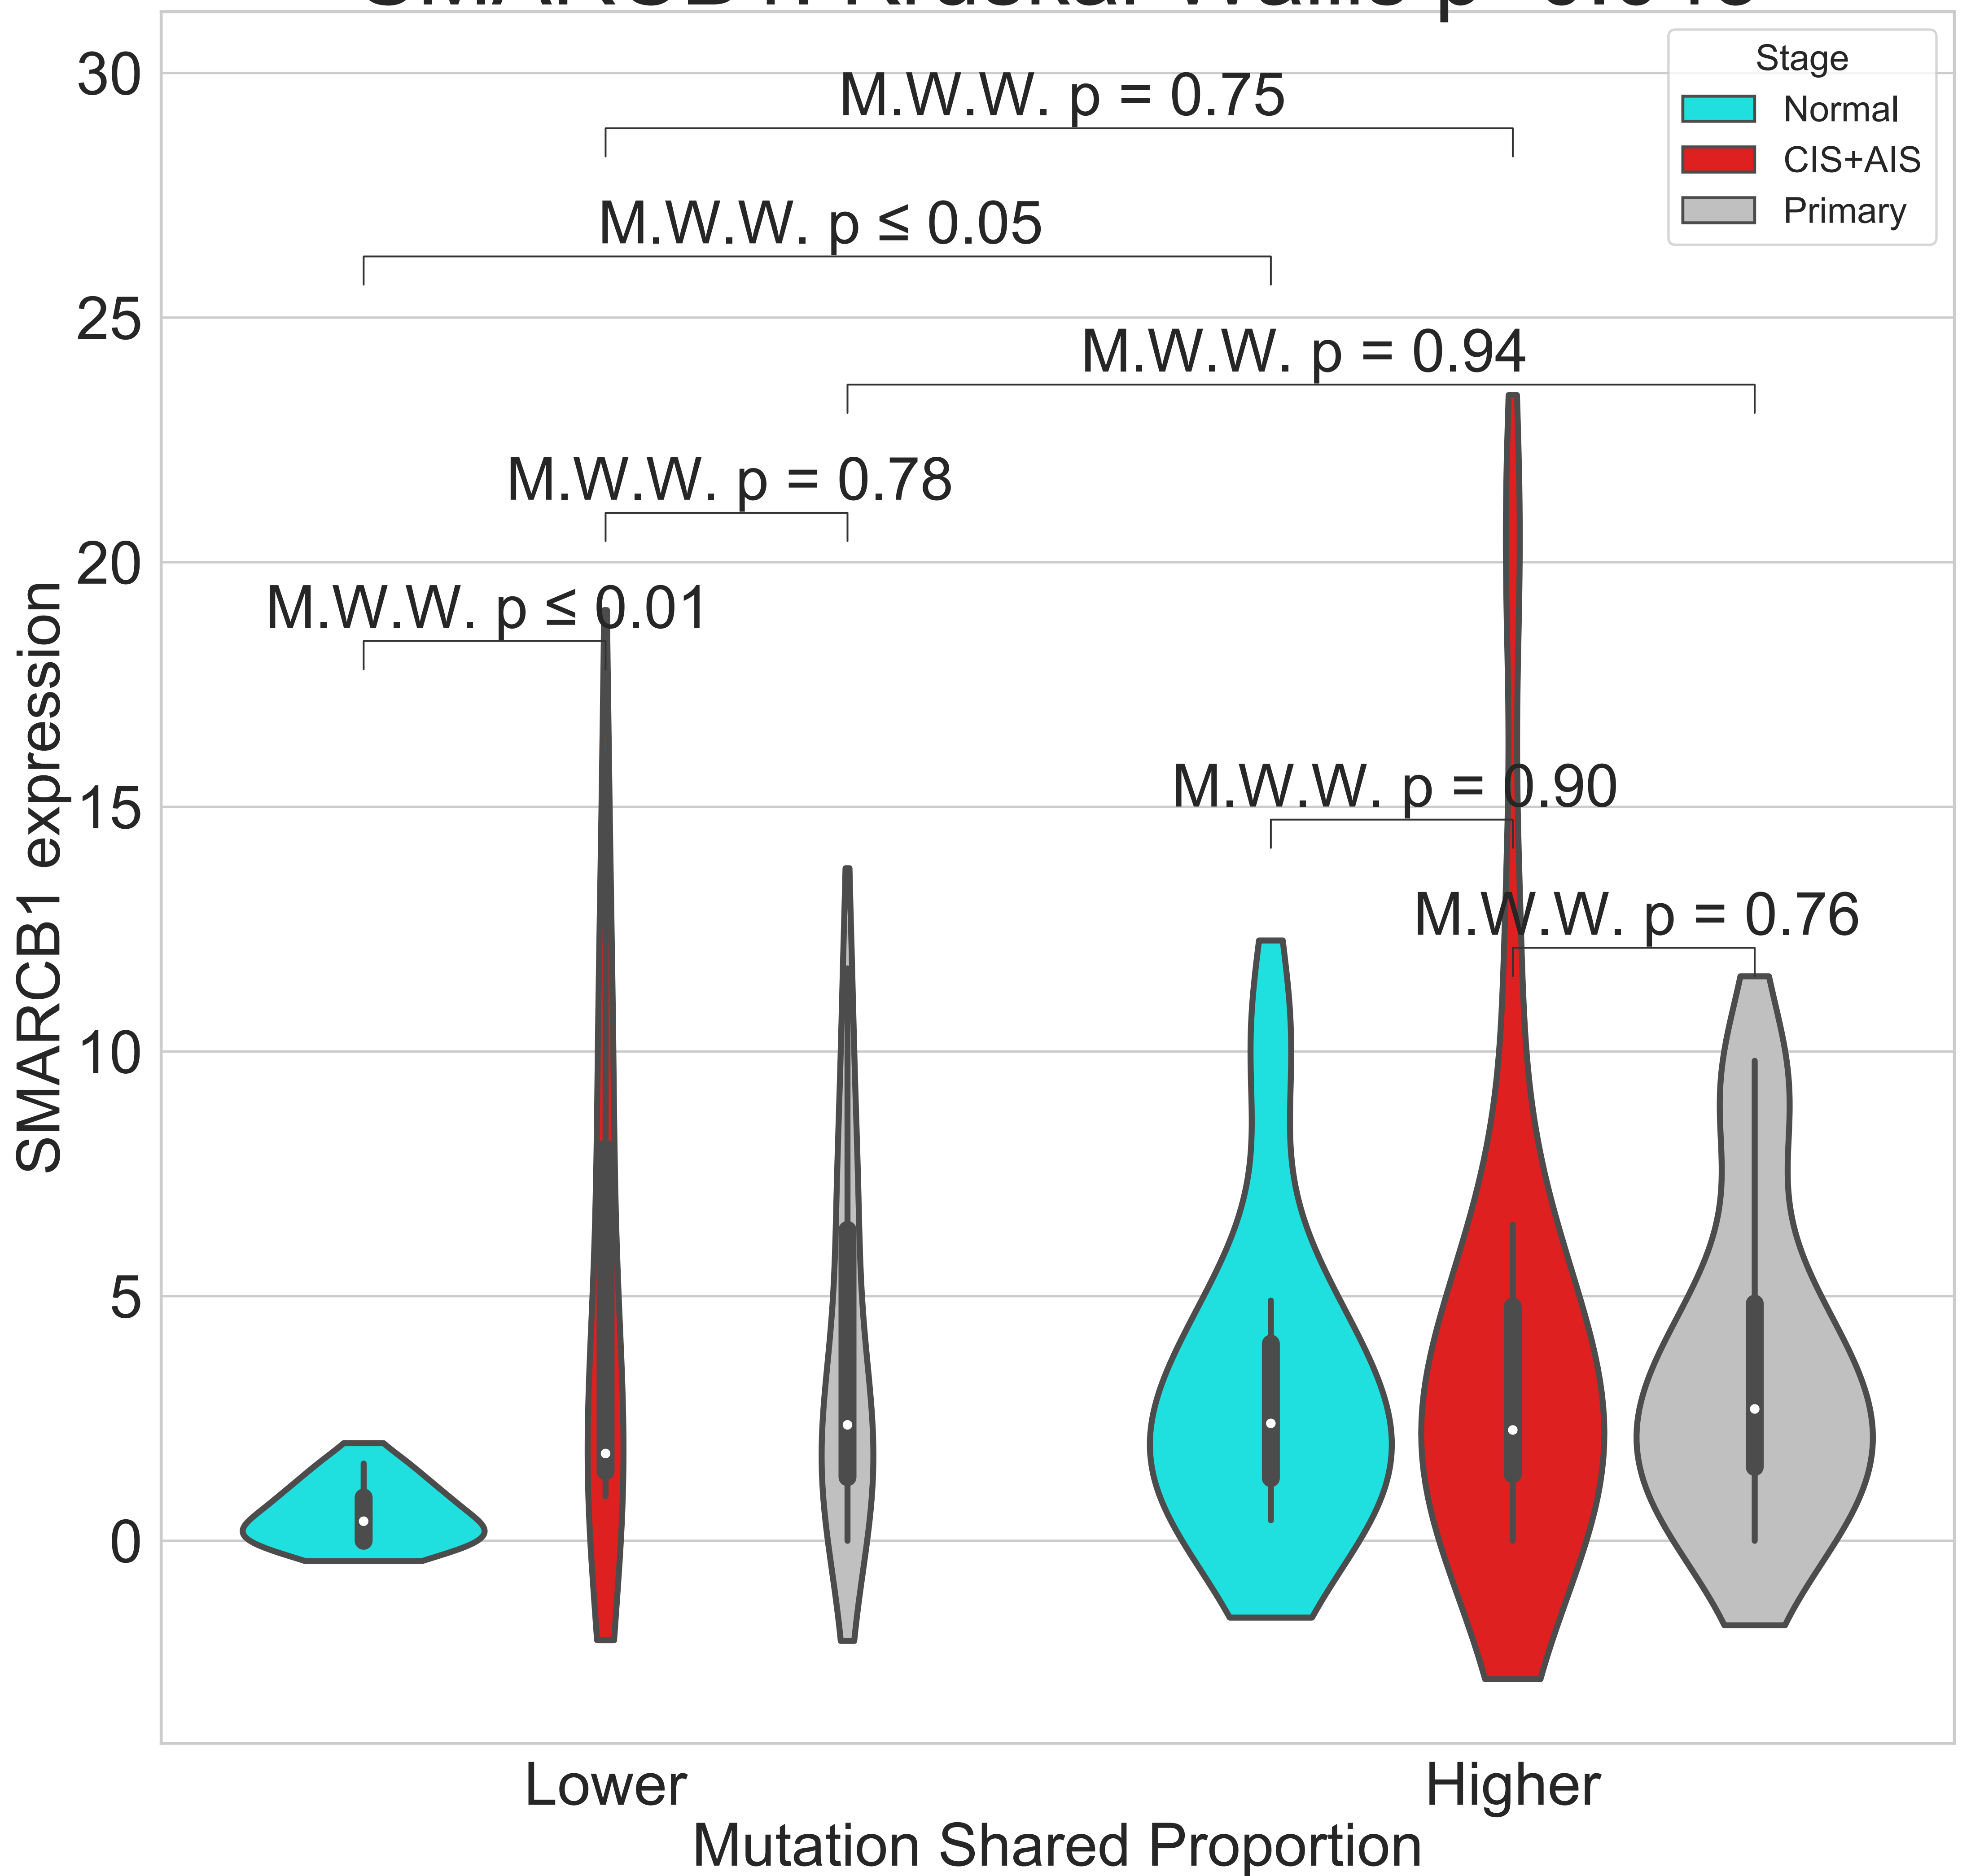 30
25
20
15
10
5
0
SMARCB1 expression
Stage
Normal
CIS+AIS
Primary
M.W.W. p = 0.75
M.W.W. p ≤ 0.05
M.W.W. p = 0.94
M.W.W. p = 0.78
M.W.W. p ≤ 0.01
M.W.W. p = 0.90
M.W.W. p = 0.76
Lower
Higher
Mutation Shared Proportion